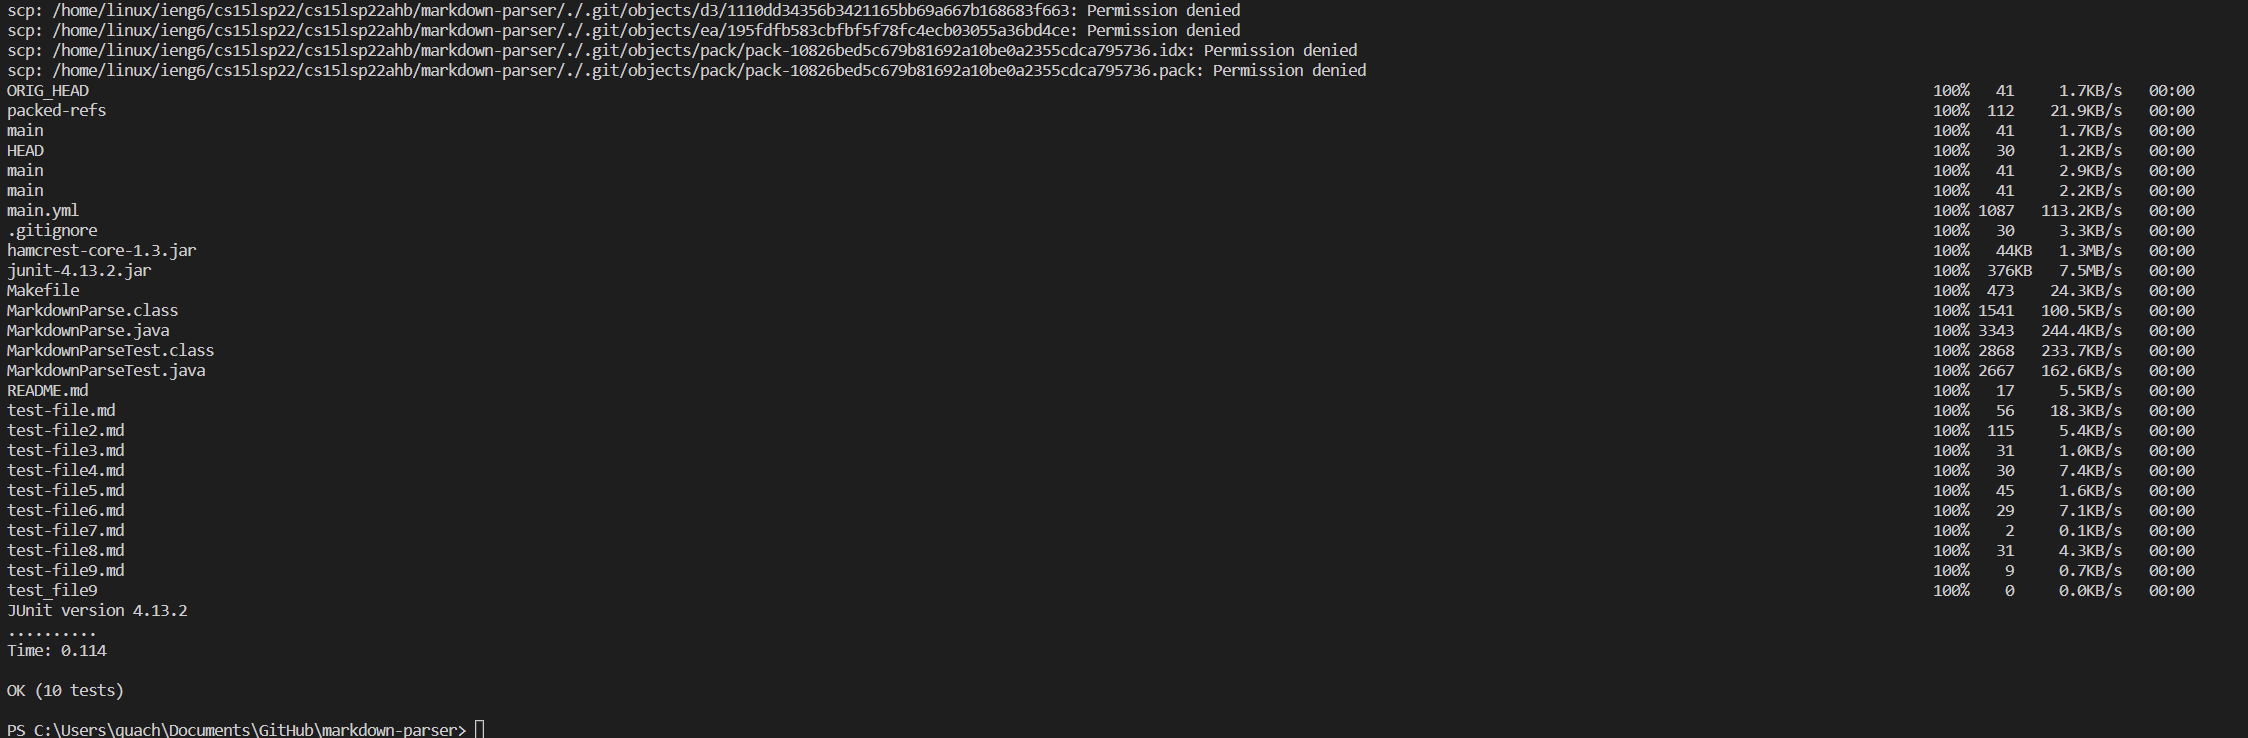 scp: /home/linux/ieng6/cs15lsp22/cs15lsp22ahb/markdown-parser/./.git/objects/d3/1110dd34356b3421165bb69a667b168683f663: Permission denied
scp: /home/linux/ieng6/cs15lsp22/cs15lsp22ahb/markdown-parser/./.git/objects/ea/195fdfb583cbfbf5f78fc4ecb03055a36bd4ce: Permission denied
scp: /home/linux/ieng6/cs15lsp22/cs15lsp22ahb/markdown-parser/./.git/objects/pack/pack-10826bed5c679b81692a10be0a2355cdca795736.idx: Permission denied
scp: /home/linux/ieng6/cs15lsp22/cs15lsp22ahb/markdown-parser/./.git/objects/pack/pack-10826bed5c679b81692a10be0a2355cdca795736.pack: Permission denied
ORIG_HEAD 100% 41 1.7KB/s 00:00
packed-refs 100% 112 21.9KB/s 00:00
main 100% 41 1.7KB/s 00:00
HEAD 100% 30 1.2KB/s 00:00
main 100% 41 2.9KB/s 00:00
main 100% 41 2.2KB/s 00:00
main.yml 100% 1087 113.2KB/s 00:00
.gitignore 100% 30 3.3KB/s 00:00
hamcrest-core-1.3.jar 100% 44KB 1.3MB/s 00:00
junit-4.13.2.jar 100% 376KB 7.5MB/s 00:00
Makefile 100% 473 24.3KB/s 00:00
MarkdownParse.class 100% 1541 100.5KB/s 00:00
MarkdownParse.java 100% 3343 244.4KB/s 00:00
MarkdownParseTest.class 100% 2868 233.7KB/s 00:00
MarkdownParseTest.java 100% 2667 162.6KB/s 00:00
README.md 100% 17 5.5KB/s 00:00
test-file.md 100% 56 18.3KB/s 00:00
test-file2.md 100% 115 5.4KB/s 00:00
test-file3.md 100% 31 1.0KB/s 00:00
test-file4.md 100% 30 7.4KB/s 00:00
test-file5.md 100% 45 1.6KB/s 00:00
test-file6.md 100% 29 7.1KB/s 00:00
test-file7.md 100% 2 0.1KB/s 00:00
test-file8.md 100% 31 4.3KB/s 00:00
test-file9.md 100% 9 0.7KB/s 00:00
test_file9 100% 0 0.0KB/s 00:00
JUnit version 4.13.2
..........
Time: 0.114
OK (10 tests)
PS C:\Users\quach\Documents\GitHub\markdown-parser>